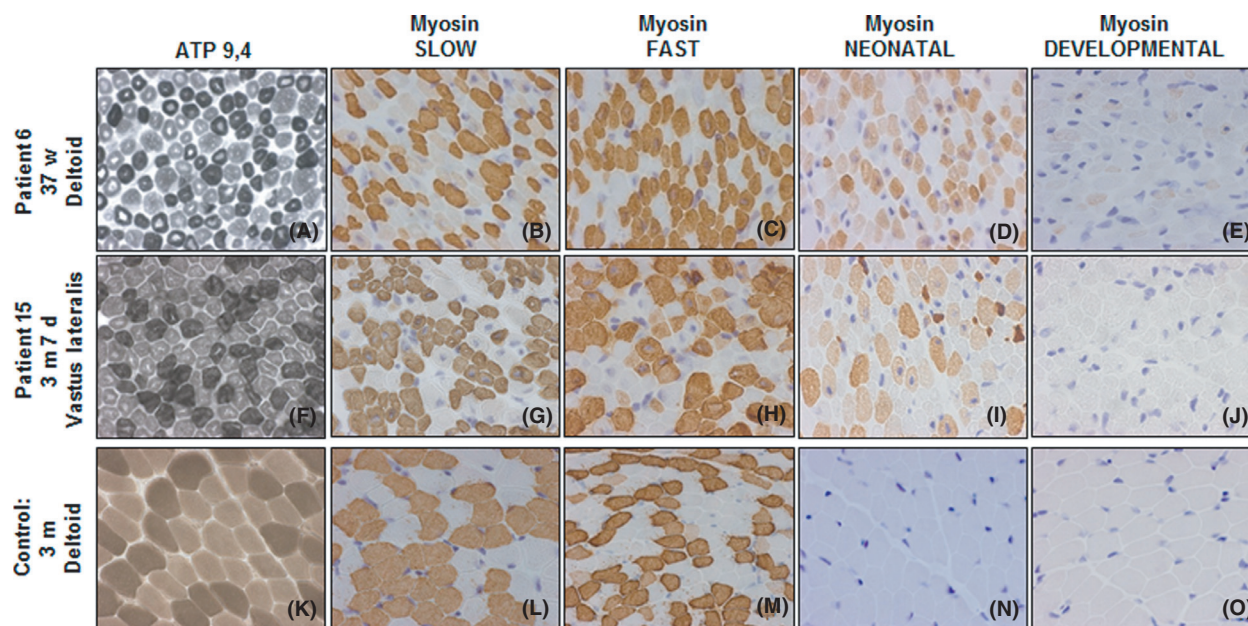 ATP 9,4
Myosin
SLOW
Myosin
FAST
Myosin
NEONATAL
Myosin
DEVELOPMENTAL
Patient 6
37 w
Deltoid
(A)
(B)
(C)
(D)
(E)
Patient 15
3 m 7 d
Vastus lateralis
(F)
(G)
(H)
(I)
(J)
Control:
3 m
Deltoid
(K)
(L)
(M)
(N)
(O)